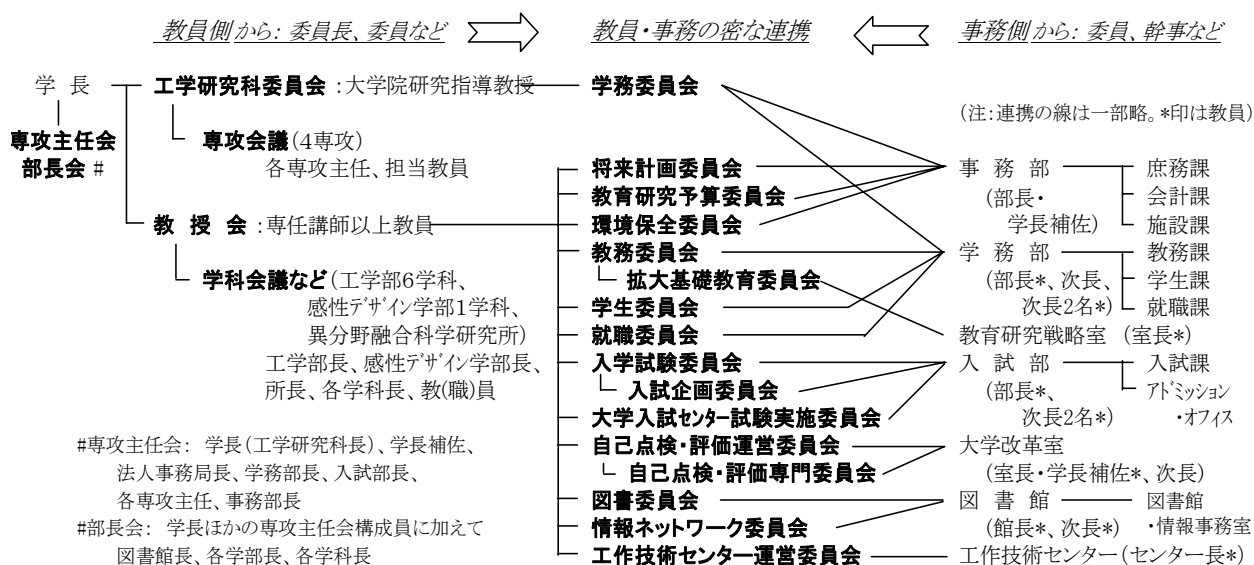 教員側から: 委員長、委員など 教員・事務の密な連携 事務側から: 委員、幹事など
学 長 工学研究科委員会 : 大学院研究指導教授 学務委員会
(注: 連携の線は一部略。*印は教員)
専攻主任会 専攻会議 (4専攻)
部長会 # 各専攻主任、担当教員 将来計画委員会 事 務 部 庶務課
教育研究予算委員会 (部長・ 会計課
教 授 会 : 専任講師以上教員 環境保全委員会 学長補佐) 施設課
教務委員会 学 務 部 教務課
学科会議など (工学部6学科、 拡大基礎教育委員会 (部長*、次長、 学生課
感性デザイン学部1学科、 学生委員会 次長2名*) 就職課
異分野融合科学研究所) 就職委員会 教育研究戦略室 (室長*)
工学部長、感性デザイン学部長、 入学試験委員会 入 試 部 入試課
所長、各学科長、教(職)員 入試企画委員会 (部長*、 アドミッション
大学入試センター試験実施委員会 次長2名*) ・オフィス
#専攻主任会: 学長(工学研究科長)、学長補佐、 自己点検・評価運営委員会 大学改革室
法人事務局長、学務部長、入試部長、 自己点検・評価専門委員会 (室長・学長補佐*、次長)
各専攻主任、事務部長 図書委員会 図 書 館 図書館
#部長会: 学長ほかの専攻主任会構成員に加えて 情報ネットワーク委員会 (館長*、次長*) ・情報事務室
図書館長、各学部長、各学科長 工作技術センター運営委員会 工作技術センター(センター長*)